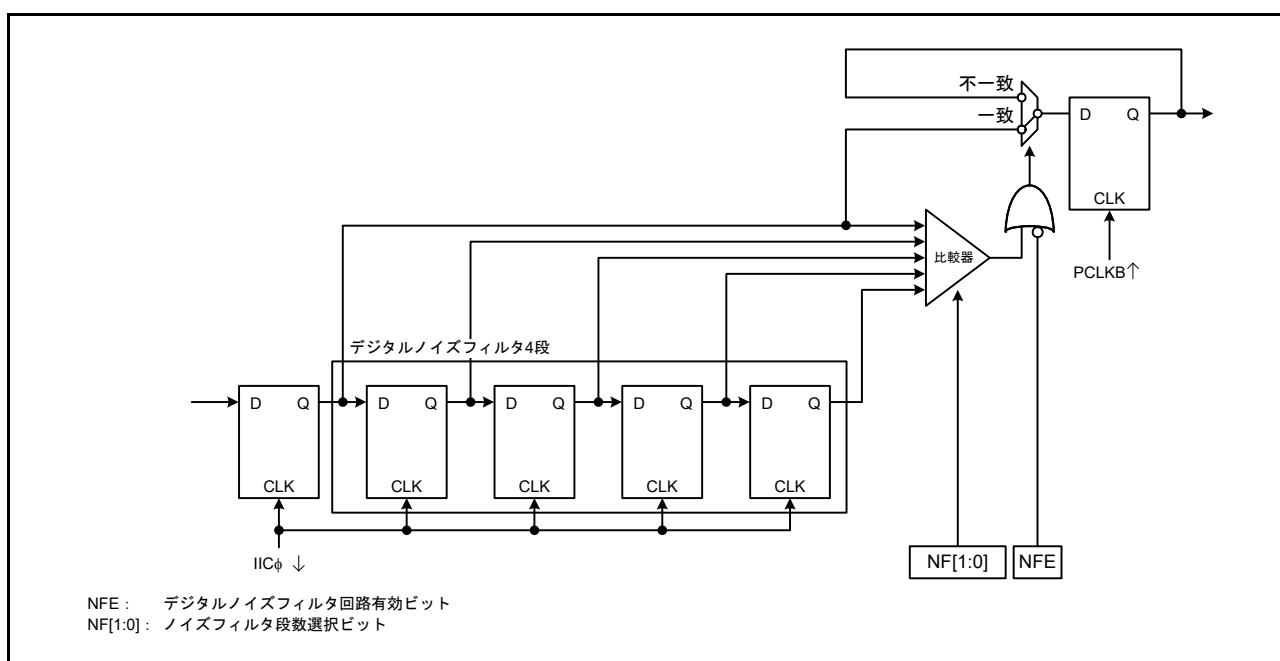 不一致
一致
D Q
CLK
PCLKB↑
比較器
デジタルノイズフィルタ4段
D Q
D Q
D Q
D Q
D Q
CLK
CLK
CLK
CLK
CLK
IICφ ↓
NF[1:0]
NFE
NFE : デジタルノイズフィルタ回路有効ビット
NF[1:0] : ノイズフィルタ段数選択ビット